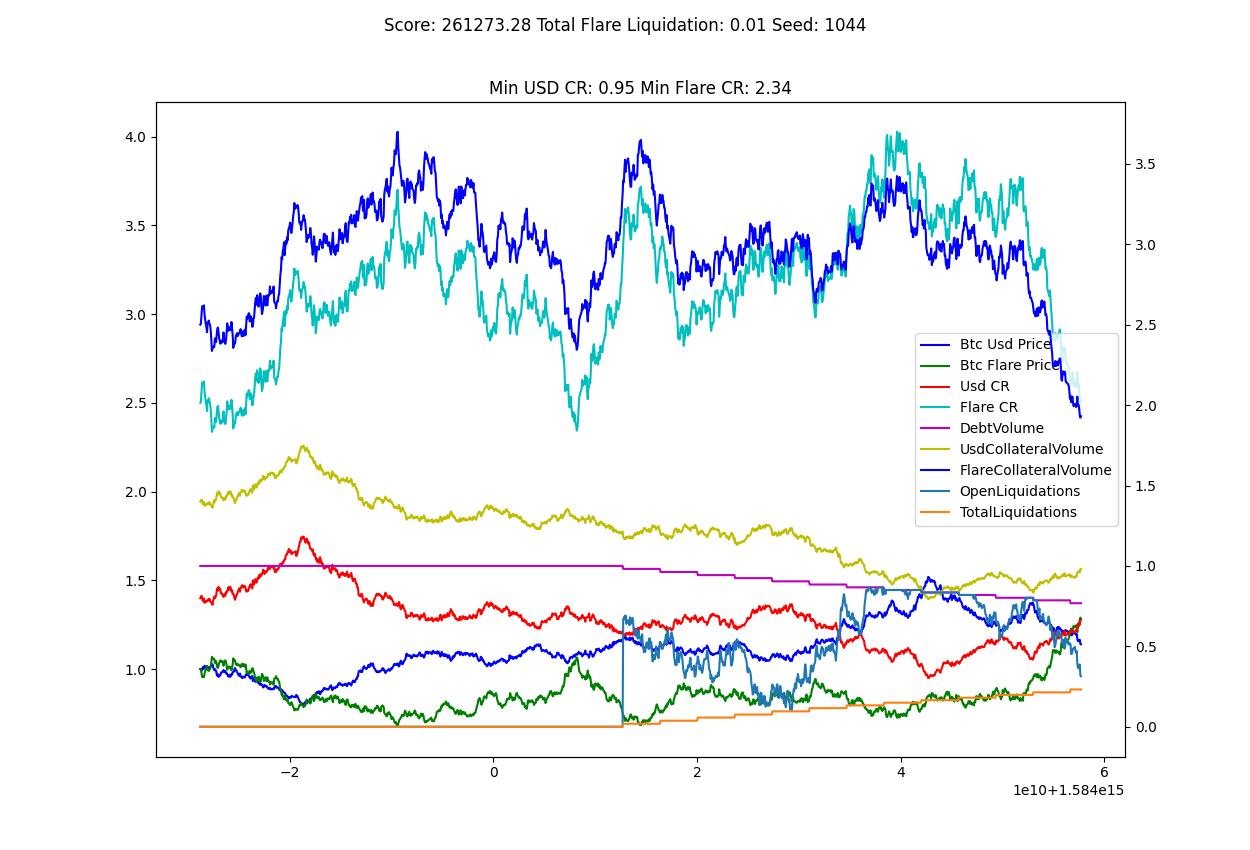 Score: 261273.28 Total Flare Liquidation: 0.01 Seed: 1044
Min USD CR: 0.95 Min Flare CR: 2.34
4.0
3.5
3.0
2.5
2.0
1.5
1.0
3.5
3.0
2.5
2.0
1.5
1.0
0.5
0.0
Btc Usd Price
Btc Flare Price
Usd CR
Flare CR
DebtVolume
UsdCollateralVolume
FlareCollateralVolume
OpenLiquidations
TotalLiquidations
−2 0 2 4 6
1e10+1.584e15